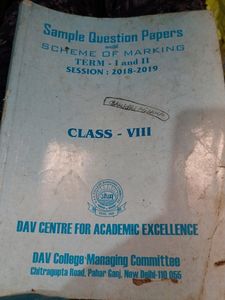 Sample Question Papers
with
SCHEME OF MARKING
TERM - I and II
SESSION : 2018-2019
CLASS - VIII
DAV CENTRE FOR ACADEMIC EXCELLENCE
DAV College Managing Committee
Chitragupta Road, Pahar Ganj, New Delhi-110 055